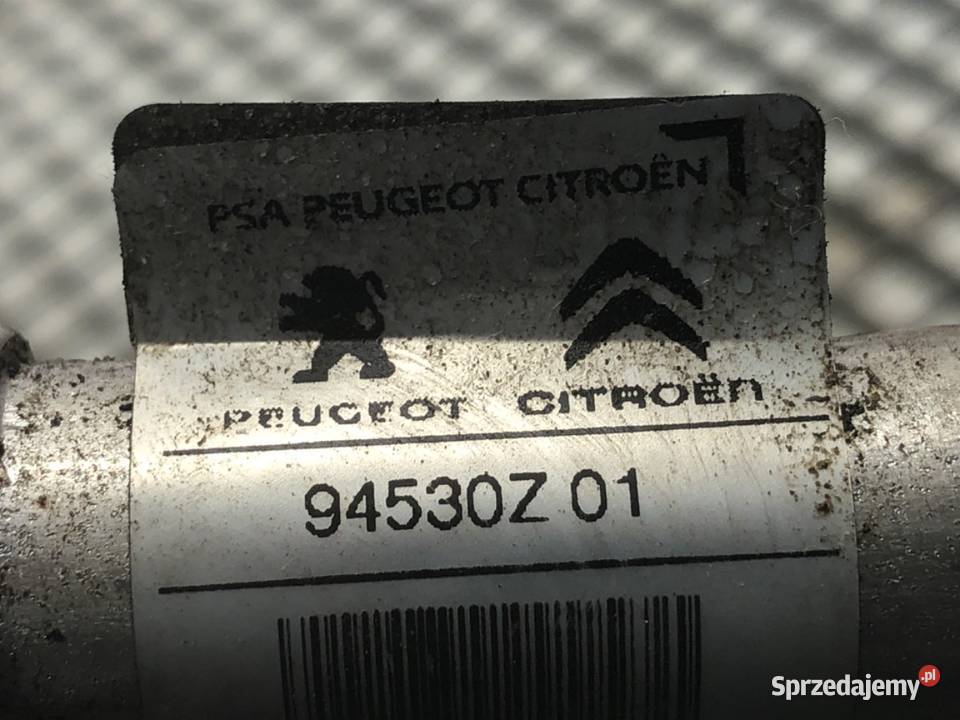 PSA PEUGEOT CITROËN
PEUGEOT CITROËN
94530Z 01
Sprzedajemy.pl